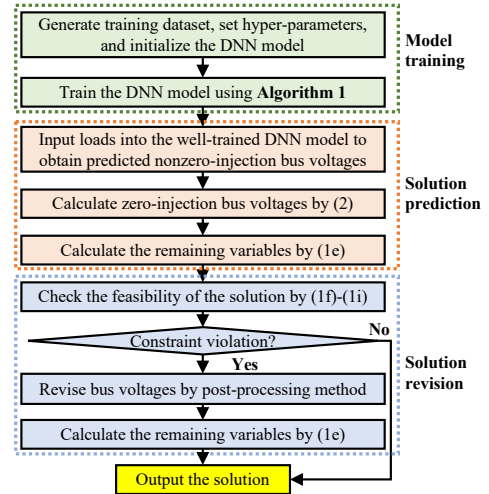 Generate training dataset, set hyper-parameters,
and initialize the DNN model
Model
training
Train the DNN model using Algorithm 1
Input loads into the well-trained DNN model to
obtain predicted nonzero-injection bus voltages
Solution
prediction
Calculate zero-injection bus voltages by (2)
Calculate the remaining variables by (1e)
Check the feasibility of the solution by (1f)-(1i)
Constraint violation?
No
Yes
Solution
revision
Revise bus voltages by post-processing method
Calculate the remaining variables by (1e)
Output the solution